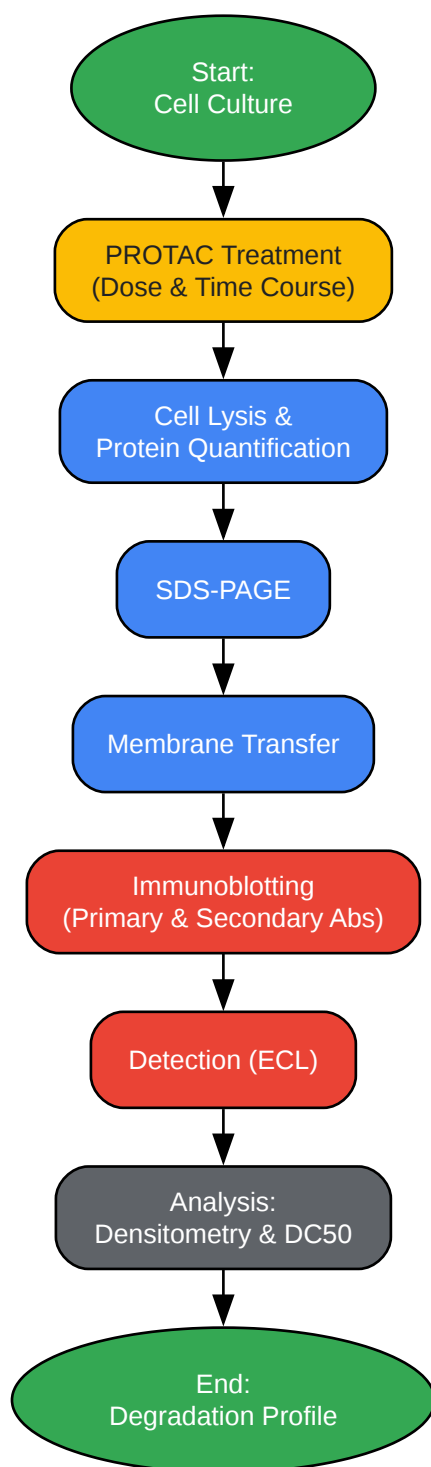 Start:
Cell Culture
PROTAC Treatment
(Dose & Time Course)
Cell Lysis &
Protein Quantification
SDS-PAGE
Membrane Transfer
Immunoblotting
(Primary & Secondary Abs)
Detection (ECL)
Analysis:
Densitometry & DC50
End:
Degradation Profile